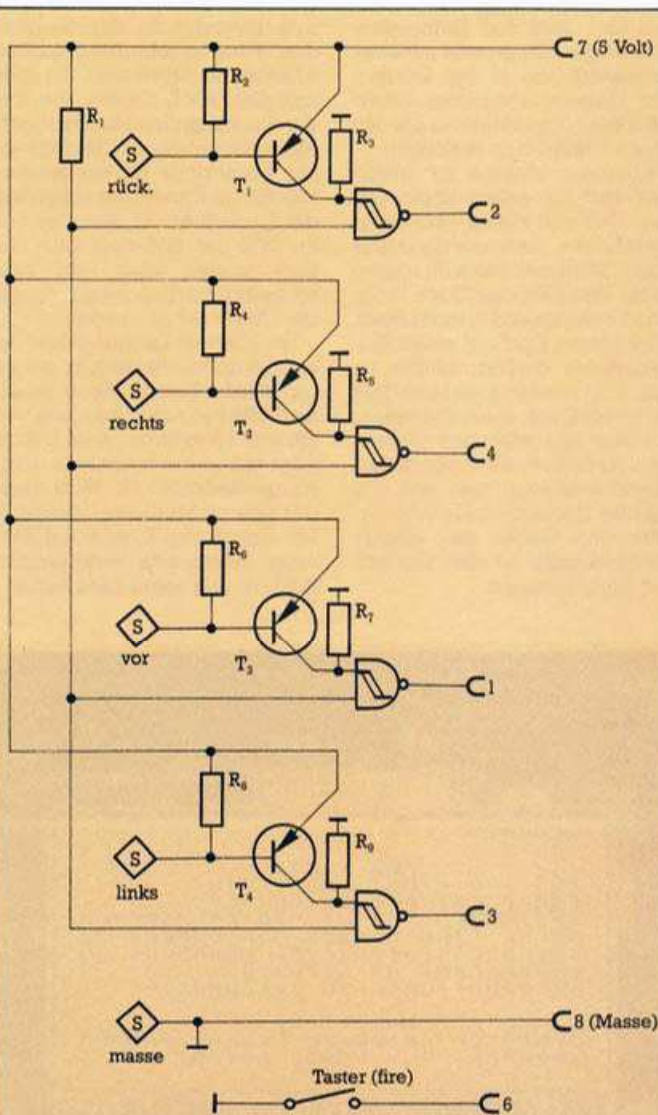 7 (5 Volt)
R₂
R₁
R₃
S
rück.
T₁
2
R₄
R₅
S
rechts
T₂
4
R₆
R₇
S
vor
T₃
1
R₈
R₉
S
links
T₄
3
S
8 (Masse)
masse
Taster (fire)
6